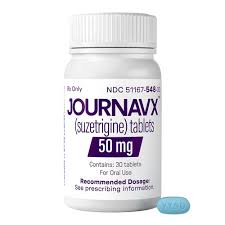 Rx Only
NDC 51167-548-
JOURNAVX
(suzetrigine) tablets
50 mg
Contains: 30 tablets
For Oral Use
Recommended Dosage:
See prescribing information.